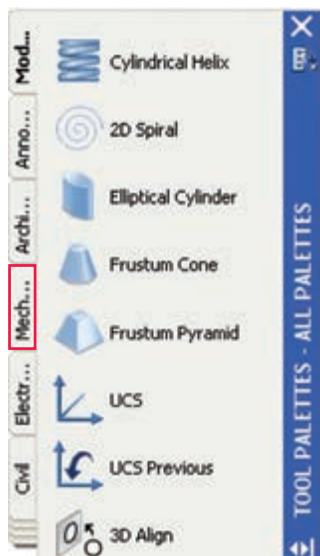 Mod...
Anno...
Archi...
Mech...
Electr...
Civil
Cylindrical Helix
2D Spiral
Elliptical Cylinder
Frustum Cone
Frustum Pyramid
UCS
UCS Previous
3D Align
TOOL PALETTES - ALL PALETTES